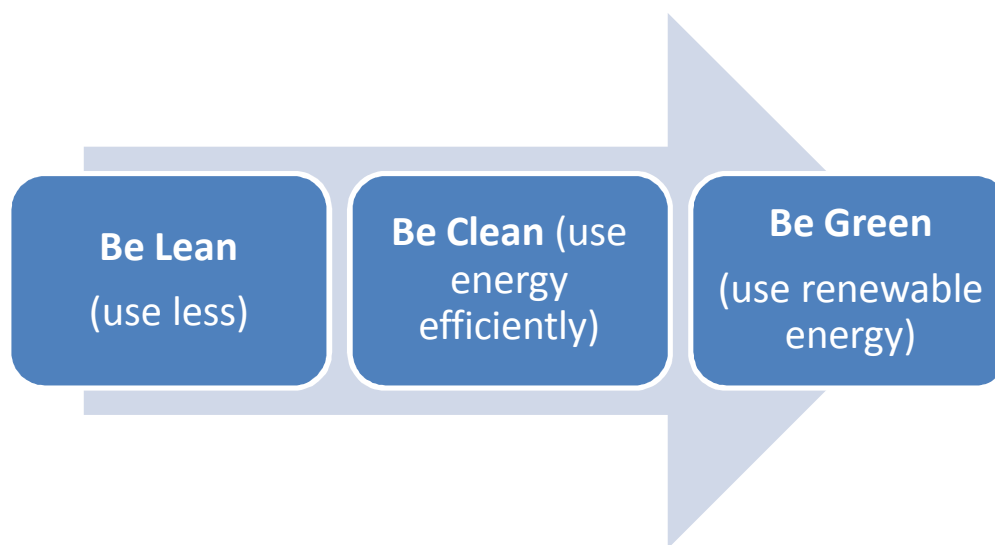 Be Lean
(use less)
Be Clean (use
energy
efficiently)
Be Green
(use renewable
energy)